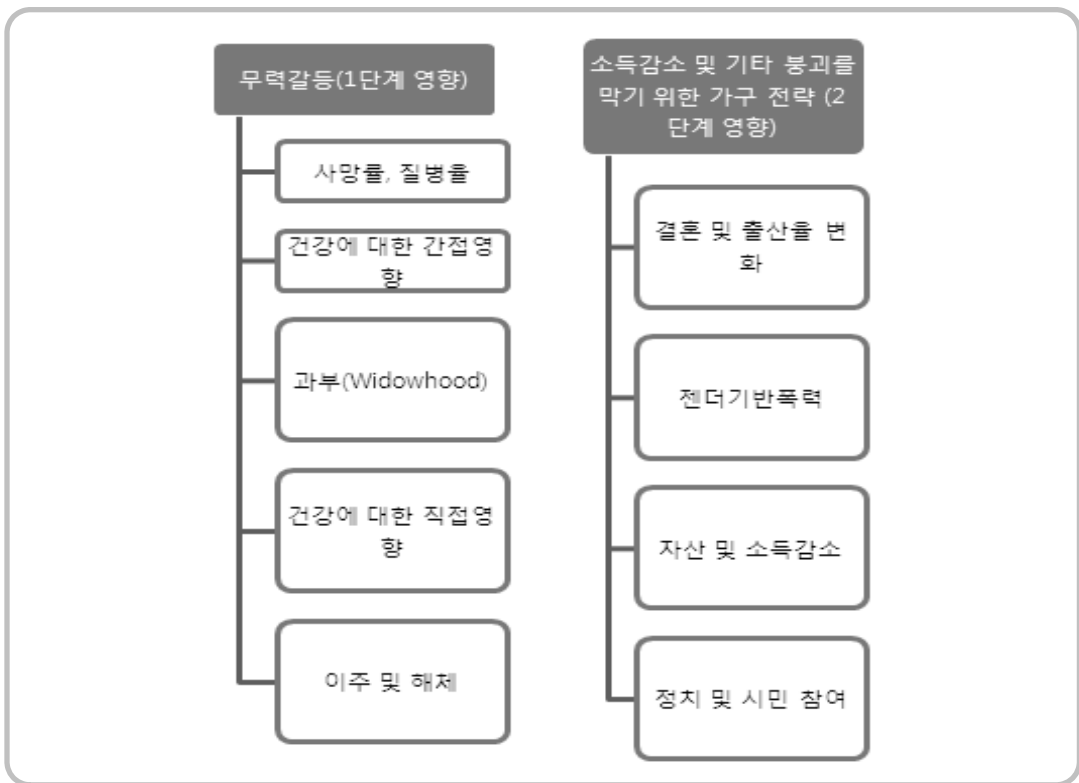 무력갈등(1단계 영향)
사망률, 질병율
건강에 대한 간접영
향
과부(Widowhood)
건강에 대한 직접영
향
이주 및 해체
소득감소 및 기타 붕괴를
막기 위한 가구 전략 (2
단계 영향)
결혼 및 출산율 변
화
젠더기반폭력
자산 및 소득감소
정치 및 시민 참여